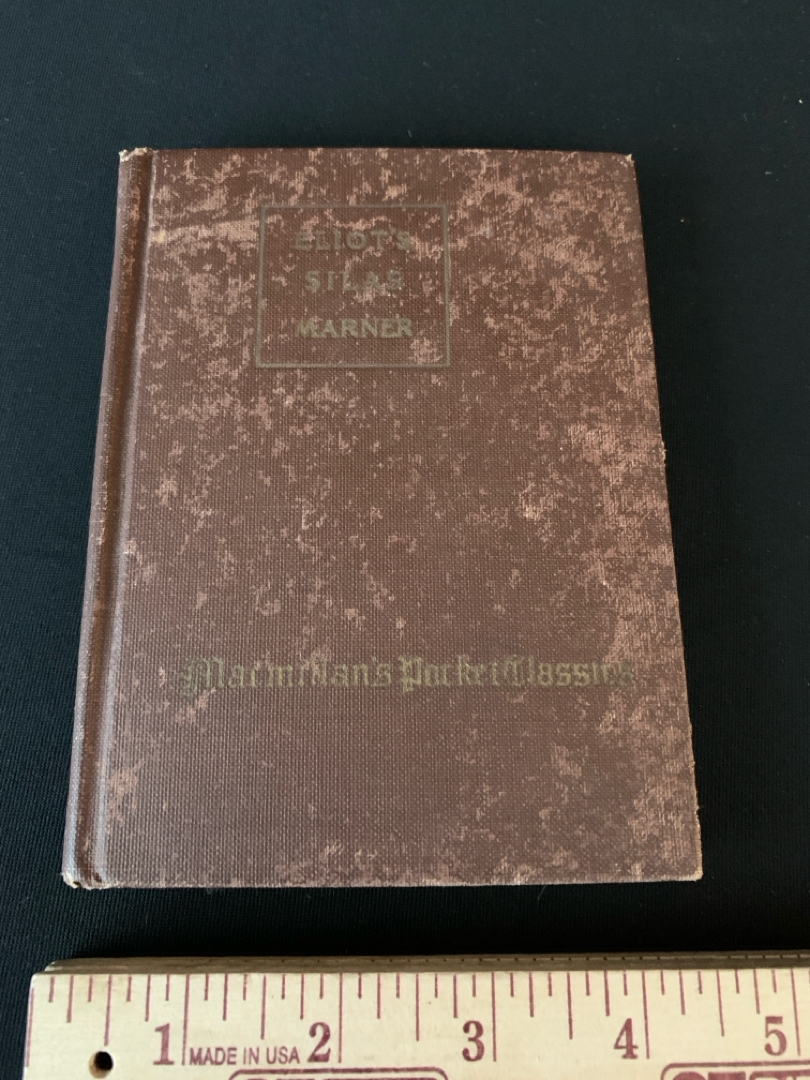 ELIOT'S
SILAS
MARNER
Macmillan's Pocket Classics
1 MADE IN USA 2 3 4 5